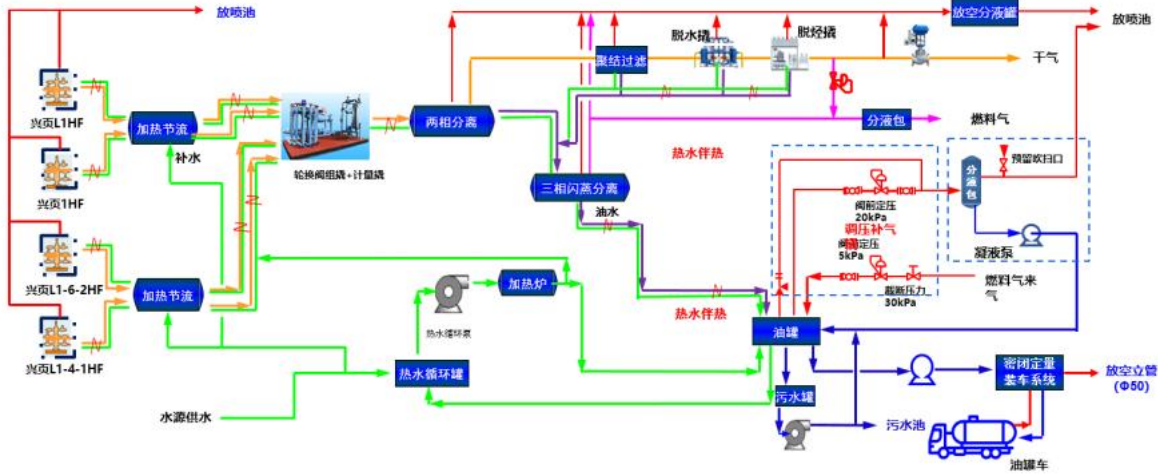 放喷池
兴页L1HF
兴页1HF
兴页L1-6-2HF
兴页L1-4-1HF
加热节流
补水
加热节流
水源供水
轮换阀组撬+计量撬
两相分离
聚结过滤
脱水撬
脱烃撬
放空分液罐
放喷池
干气
分液包
燃料气
热水伴热
三相闪蒸分离
油水
加热炉
热水循环泵
热水循环罐
热水伴热
油罐
污水罐
污水池
阀前定压
20kPa
调压补气
定压
5kPa
截断压力
30kPa
分液包
预留吹扫口
凝液泵
燃料气来
气
密闭定量
装车系统
放空立管
(Φ50)
油罐车